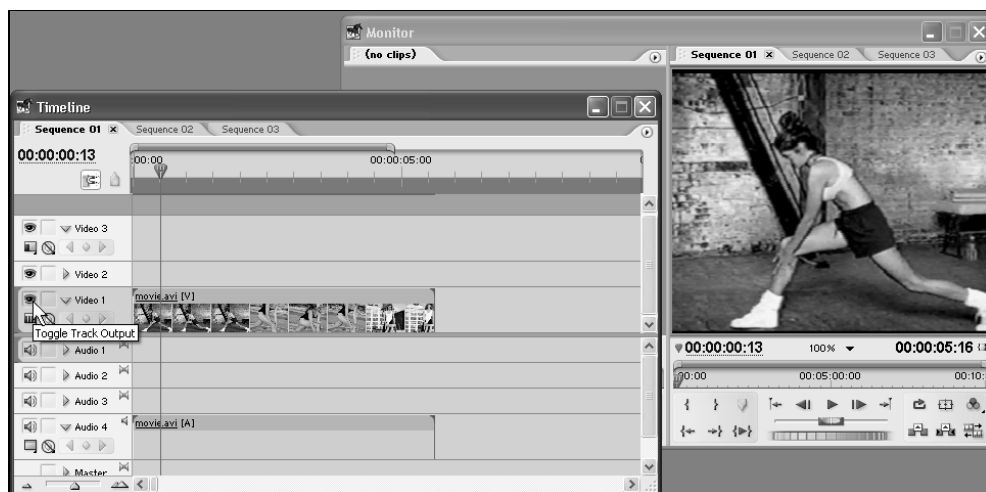 Monitor
(no clips)
Sequence 01 Sequence 02 Sequence 03
Timeline
Sequence 01 Sequence 02 Sequence 03
00:00:00:13
:00:00 00:00:05:00
Video 3
Video 2
Video 1
movie.avi [V]
Toggle Track Output
Audio 1
Audio 2
Audio 3
Audio 4
movie.avi [A]
Master
00:00:00:13 100% 00:00:05:16
00:00 00:05:00:00 00:10: